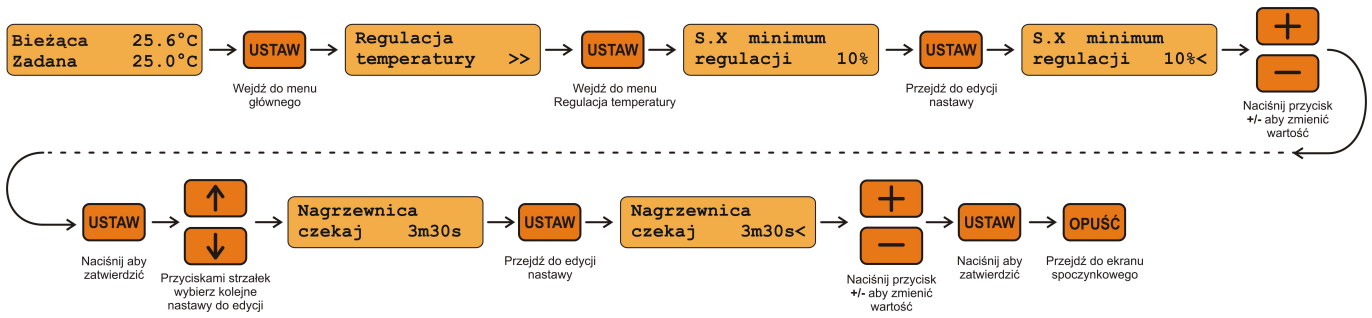 Bieżąca 25.6°C
Zadana 25.0°C
USTAW
Wejdź do menu
głównego
Regulacja
temperatury >>
USTAW
Wejdź do menu
Regulacja temperatury
S.X minimum
regulacji 10%
USTAW
Przejdź do edycji
nastawy
S.X minimum
regulacji 10%<
+
−
Naciśnij przycisk
+/- aby zmienić
wartość
USTAW
Naciśnij aby
zatwierdzić
↑
↓
Przyciskami strzałek
wybierz kolejne
nastawy do edycji
Nagrzewnica
czekaj 3m30s
USTAW
Przejdź do edycji
nastawy
Nagrzewnica
czekaj 3m30s<
+
−
Naciśnij przycisk
+/- aby zmienić
wartość
USTAW
Naciśnij aby
zatwierdzić
OPUŚĆ
Przejdź do ekranu
spoczynkowego